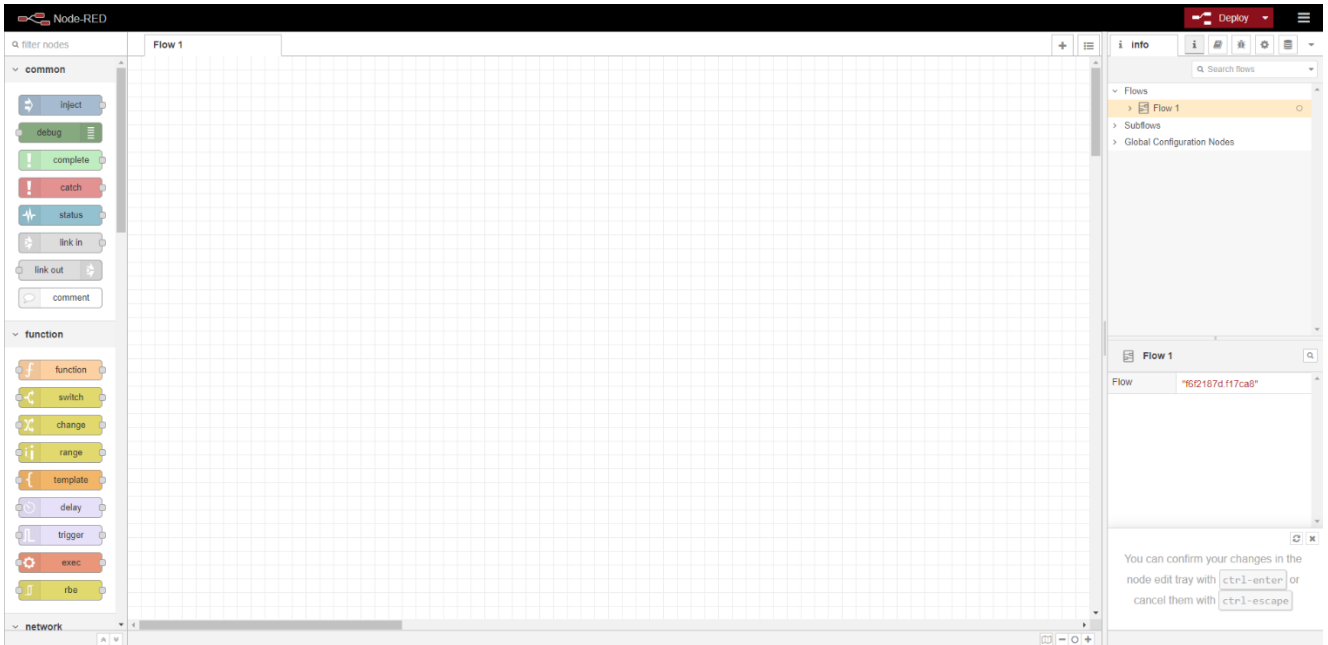 Node-RED
Deploy
filter nodes
Flow 1
info
Search flows
common
inject
debug
complete
catch
status
link in
link out
comment
function
function
switch
change
range
template
delay
trigger
exec
rbe
network
Flows
Flow 1
Subflows
Global Configuration Nodes
Flow 1
Flow "f6f2187d.f17ca8"
You can confirm your changes in the
node edit tray with ctrl-enter or
cancel them with ctrl-escape